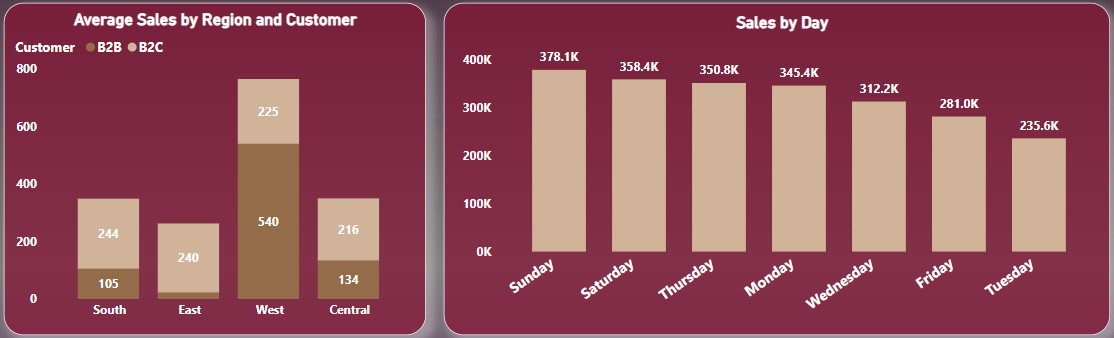 Average Sales by Region and Customer
Customer B2B B2C
800
600
400
200
0
225
244
240
540
216
105
134
South East West Central
Sales by Day
400K
300K
200K
100K
0K
378.1K
358.4K
350.8K
345.4K
312.2K
281.0K
235.6K
Sunday
Saturday
Thursday
Monday
Wednesday
Friday
Tuesday